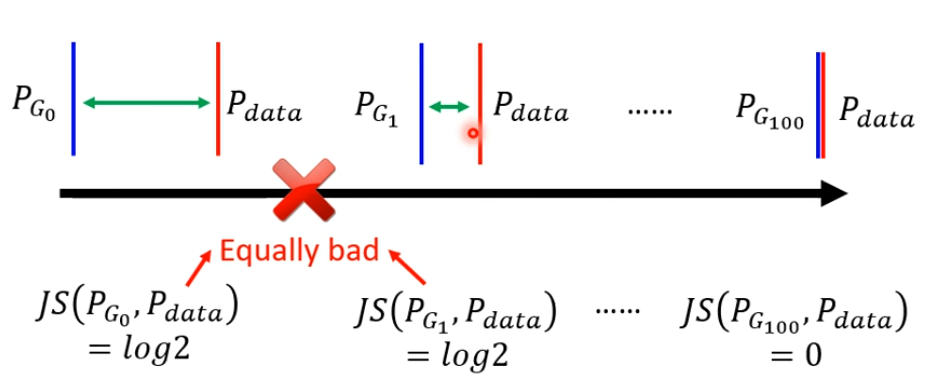 P_{G_0} P_{data} P_{G_1} P_{data} ...... P_{G_{100}} P_{data}
Equally bad
JS(P_{G_0}, P_{data}) JS(P_{G_1}, P_{data}) ...... JS(P_{G_{100}}, P_{data})
= log2 = log2 = 0